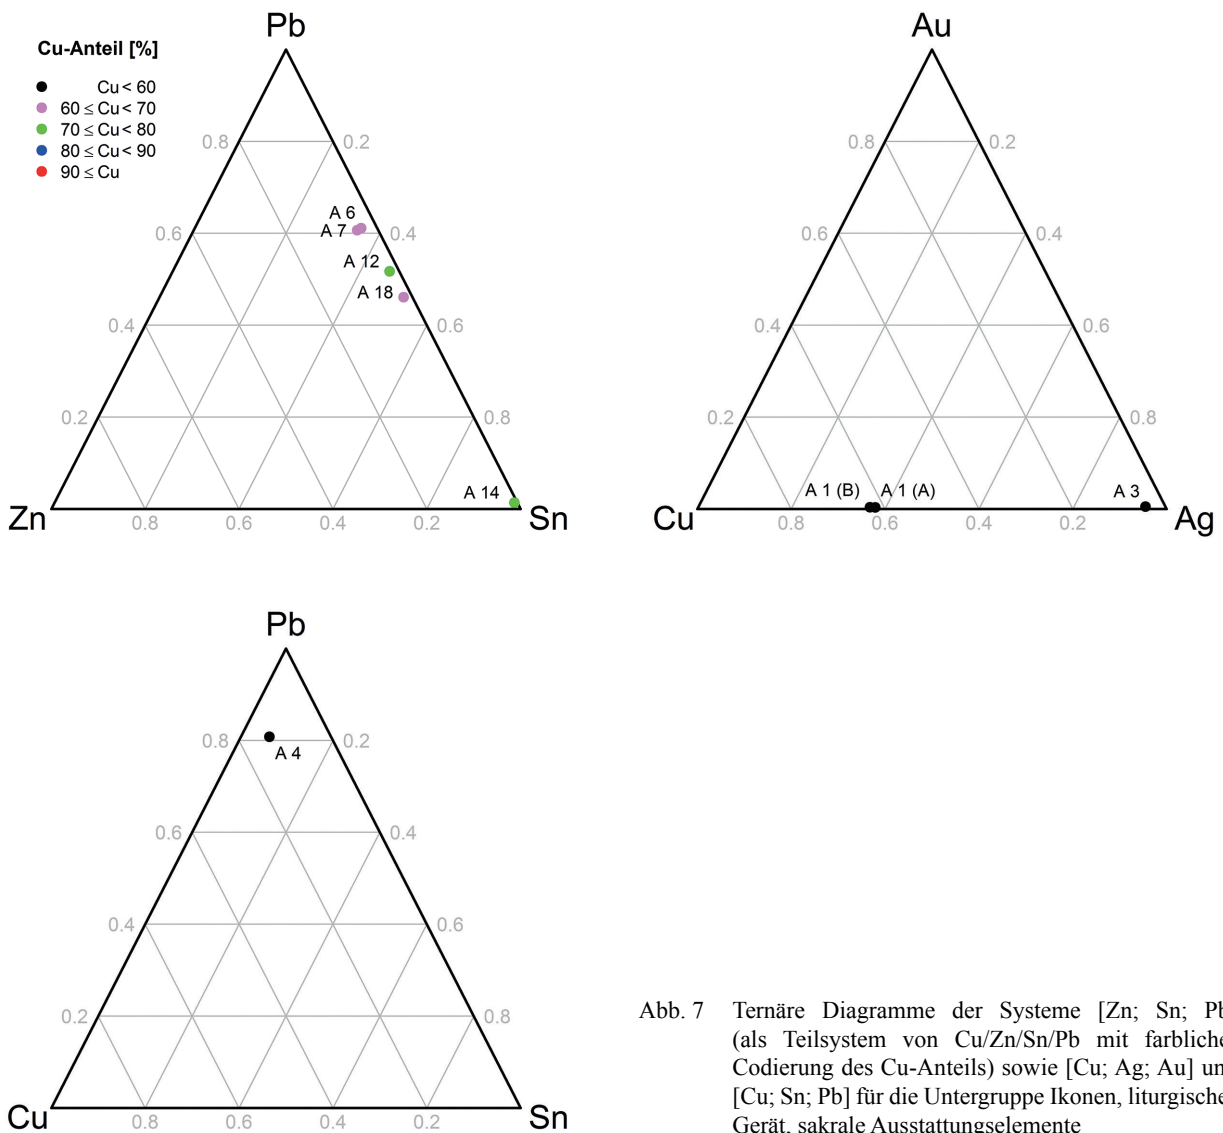 Pb
Cu-Anteil [%]
Cu < 60
60 ≤ Cu < 70
70 ≤ Cu < 80
80 ≤ Cu < 90
90 ≤ Cu
0.8 0.2
A 6
A 7
0.6 0.4
A 12
A 18
0.4 0.6
0.2 0.8
A 14
Zn Sn
0.8 0.6 0.4 0.2
Au
0.8 0.2
0.6 0.4
0.4 0.6
0.2 0.8
A 1 (B) A 1 (A) A 3
Cu Ag
0.8 0.6 0.4 0.2
Pb
0.8 0.2
A 4
0.6 0.4
0.4 0.6
0.2 0.8
Cu Sn
0.8 0.6 0.4 0.2
Abb. 7 Ternäre Diagramme der Systeme [Zn; Sn; Pb
(als Teilsystem von Cu/Zn/Sn/Pb mit farbliche
Codierung des Cu-Anteils) sowie [Cu; Ag; Au] un
[Cu; Sn; Pb] für die Untergruppe Ikonen, liturgische
Gerät, sakrale Ausstattungselemente